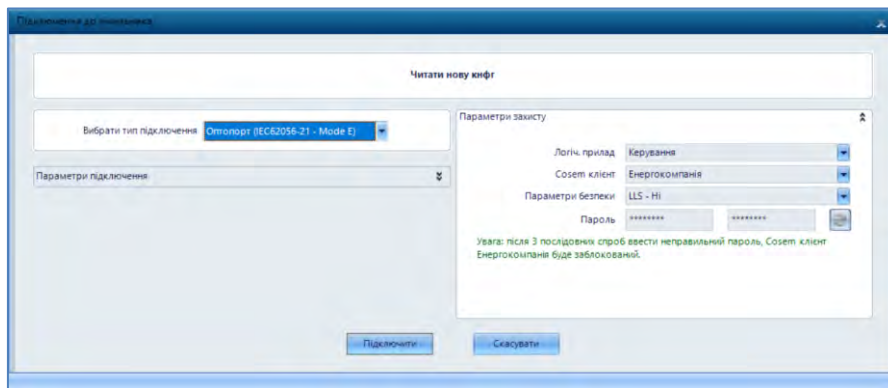 Підключення до лічильника
Читати нову кнфг
Вибрати тип підключення Оптопорт (IEC62056-21 - Mode E)
Параметри підключення
Параметри захисту
Логіч. прилад Керування
Cosem клієнт Енергокомпанія
Параметри безпеки LLS - Ні
Пароль ******** ********
Увага: після 3 послідовних спроб ввести неправильний пароль, Cosem клієнт
Енергокомпанія буде заблокований.
Підключити Скасувати